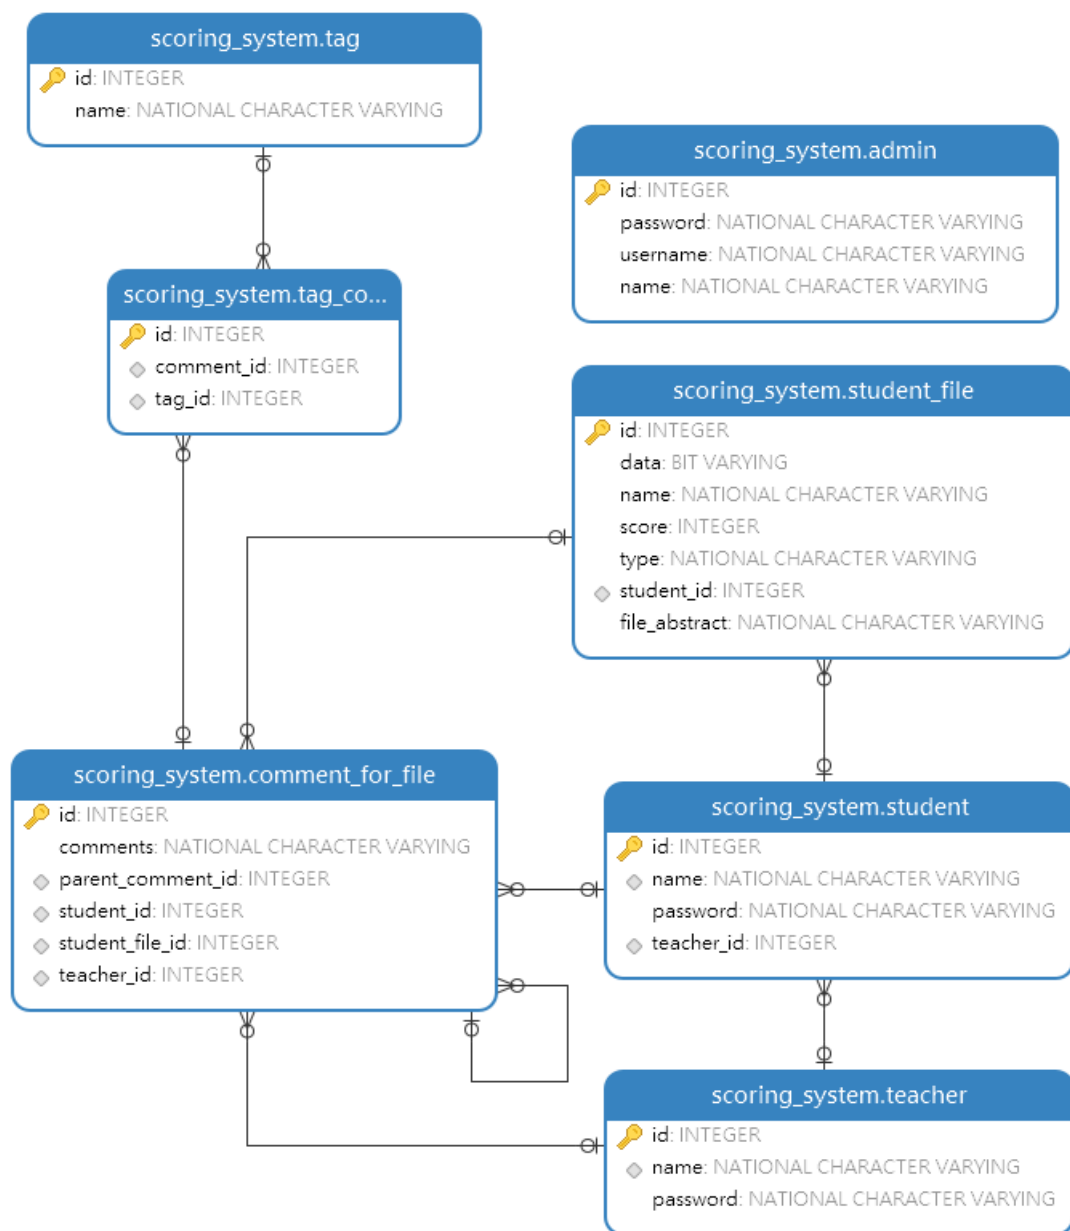 scoring_system.tag
id: INTEGER
name: NATIONAL CHARACTER VARYING
scoring_system.admin
id: INTEGER
password: NATIONAL CHARACTER VARYING
username: NATIONAL CHARACTER VARYING
name: NATIONAL CHARACTER VARYING
scoring_system.tag_co...
id: INTEGER
comment_id: INTEGER
tag_id: INTEGER
scoring_system.student_file
id: INTEGER
data: BIT VARYING
name: NATIONAL CHARACTER VARYING
score: INTEGER
type: NATIONAL CHARACTER VARYING
student_id: INTEGER
file_abstract: NATIONAL CHARACTER VARYING
scoring_system.comment_for_file
id: INTEGER
comments: NATIONAL CHARACTER VARYING
parent_comment_id: INTEGER
student_id: INTEGER
student_file_id: INTEGER
teacher_id: INTEGER
scoring_system.student
id: INTEGER
name: NATIONAL CHARACTER VARYING
password: NATIONAL CHARACTER VARYING
teacher_id: INTEGER
scoring_system.teacher
id: INTEGER
name: NATIONAL CHARACTER VARYING
password: NATIONAL CHARACTER VARYING